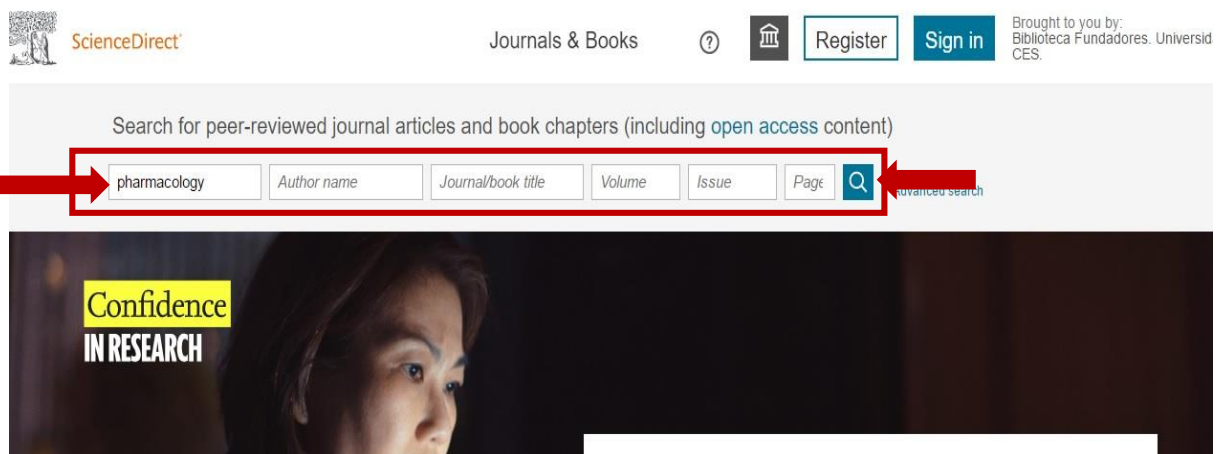 ScienceDirect
Journals & Books
?
Register
Sign in
Brought to you by:
Biblioteca Fundadores. Universid
CES.
Search for peer-reviewed journal articles and book chapters (including open access content)
pharmacology
Author name
Journal/book title
Volume
Issue
Page
Advanced search
Confidence
IN RESEARCH